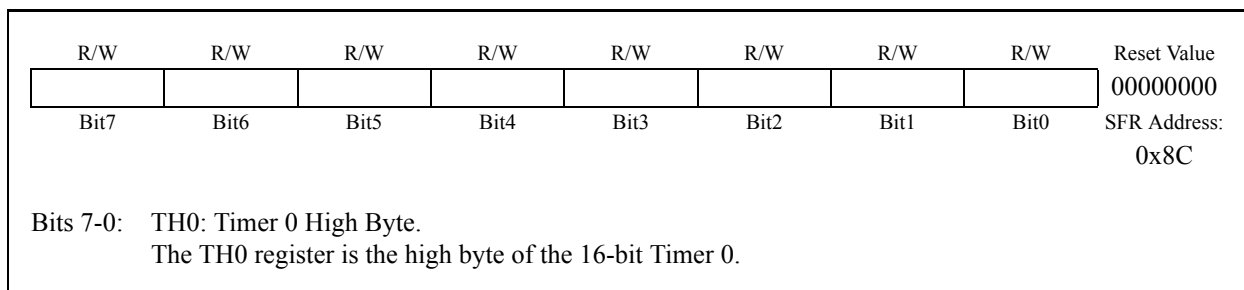 R/W R/W R/W R/W R/W R/W R/W R/W Reset Value
00000000
Bit7 Bit6 Bit5 Bit4 Bit3 Bit2 Bit1 Bit0 SFR Address:
0x8C
Bits 7-0: TH0: Timer 0 High Byte.
The TH0 register is the high byte of the 16-bit Timer 0.